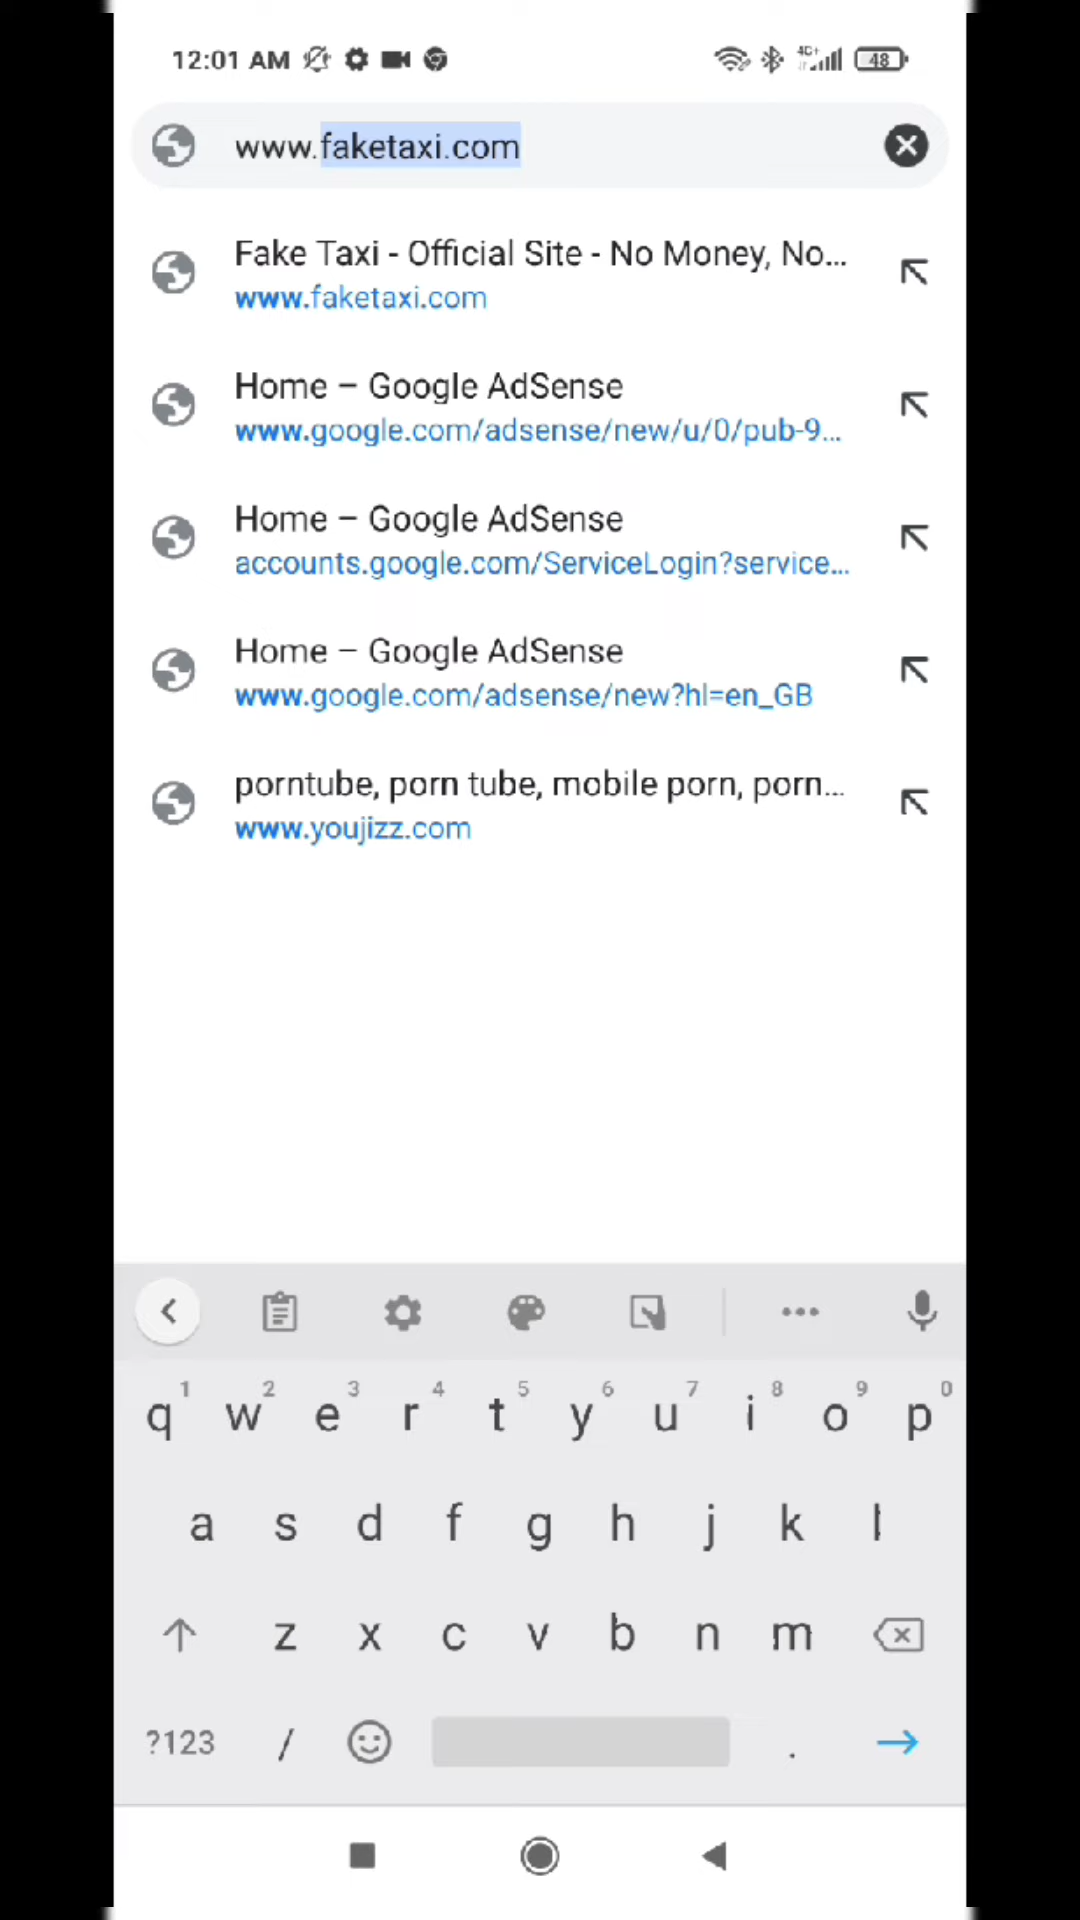 12:01 AM
4G+
48
www.faketaxi.com
Fake Taxi - Official Site - No Money, No...
www.faketaxi.com
Home – Google AdSense
www.google.com/adsense/new/u/0/pub-9...
Home – Google AdSense
accounts.google.com/ServiceLogin?service...
Home – Google AdSense
www.google.com/adsense/new?hl=en_GB
porntube, porn tube, mobile porn, porn...
www.youjizz.com
1 2 3 4 5 6 7 8 9 0
q w e r t y u i o p
a s d f g h j k l
z x c v b n m
?123 / .